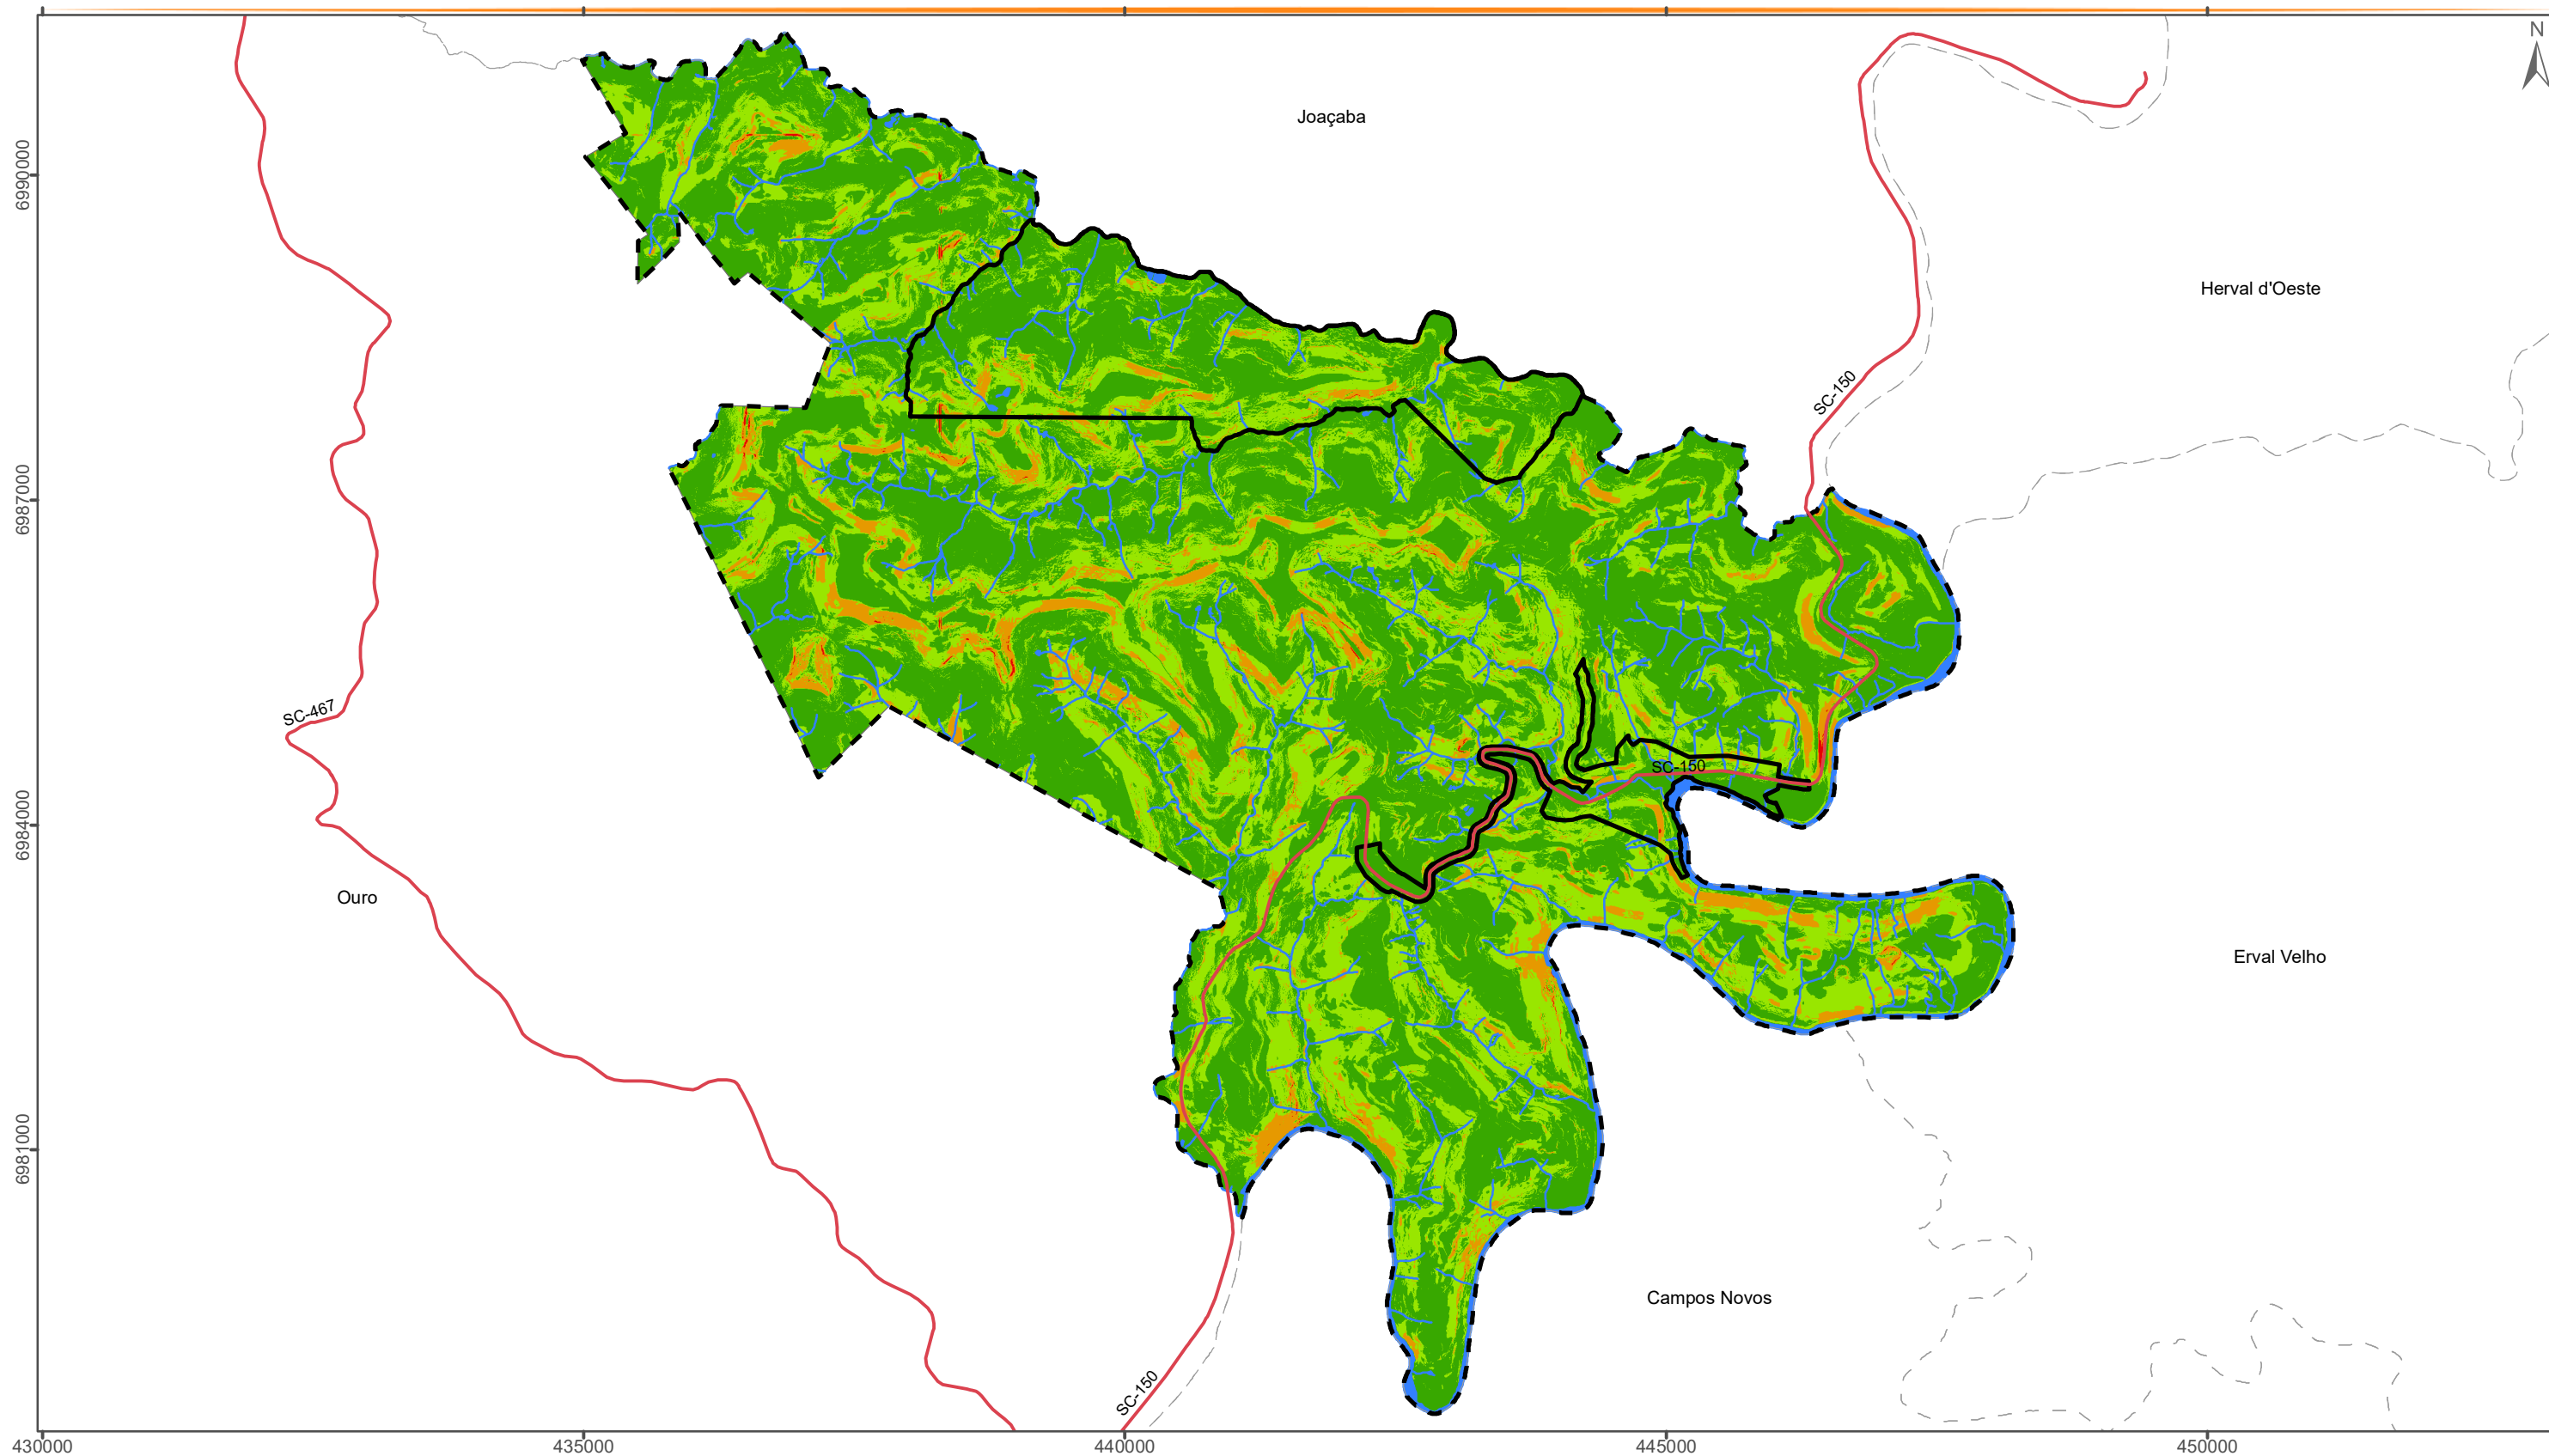 N
Joaçaba
6990000
Herval d'Oeste
SC-150
6987000
SC-467
SC-150
6984000
Ouro
Erval Velho
6981000
Campos Novos
SC-150
430000
435000
440000
445000
450000